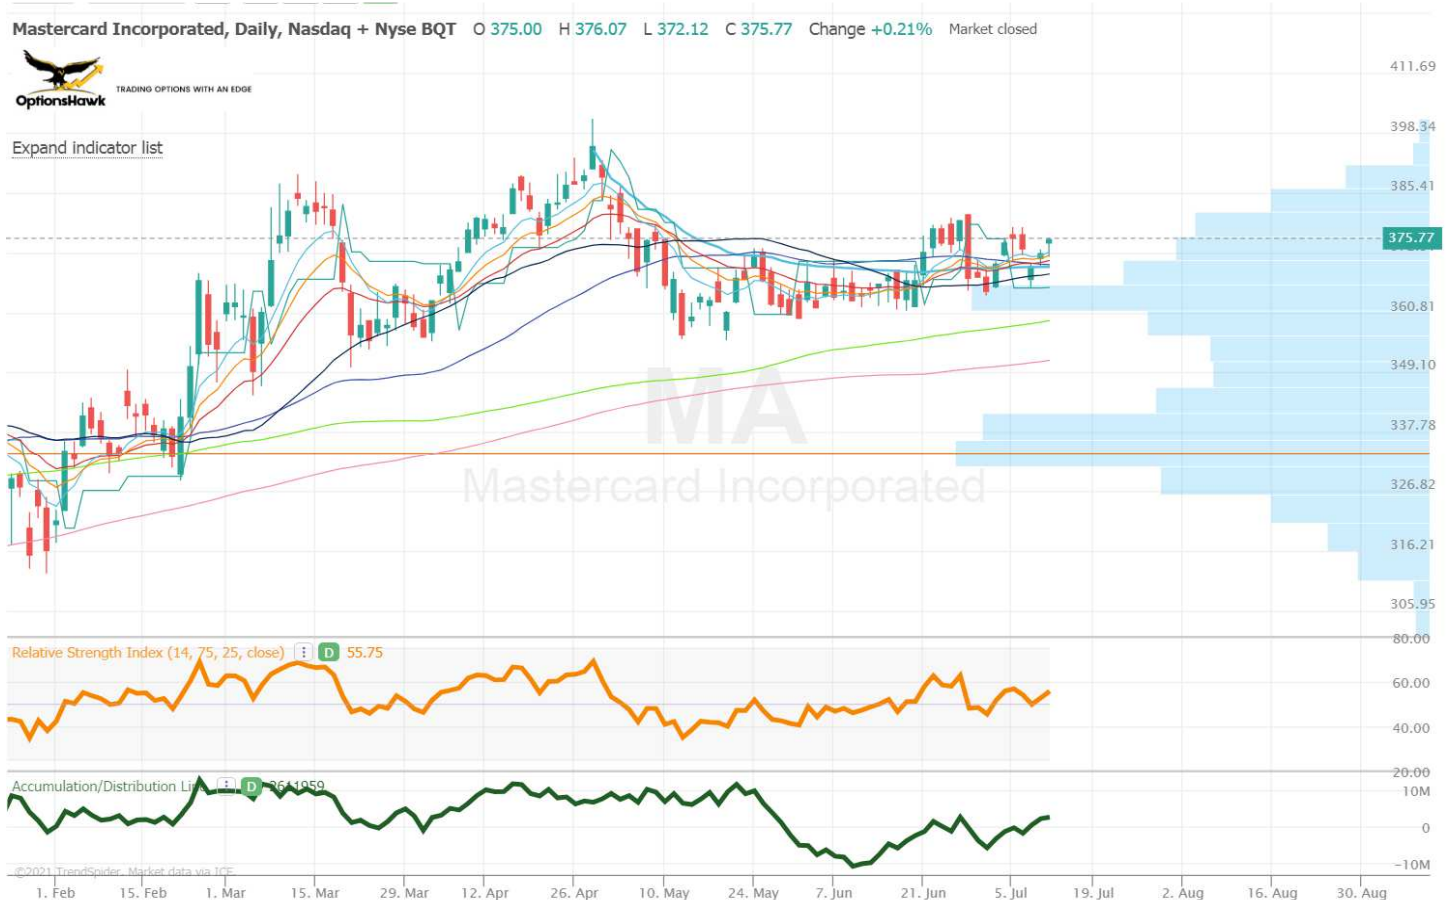 Mastercard Incorporated, Daily, Nasdaq + Nyse BQT O 375.00 H 376.07 L 372.12 C 375.77 Change +0.21% Market closed
OptionsHawk
TRADING OPTIONS WITH AN EDGE
Expand indicator list
411.69
398.34
385.41
375.77
360.81
349.10
337.78
326.82
316.21
305.95
MA
Mastercard Incorporated
80.00
Relative Strength Index (14, 75, 25, close) D 55.75
60.00
40.00
20.00
Accumulation/Distribution Line D 2611959
10M
0
-10M
©2021 TrendSpider, Market data via ICE
1. Feb 15. Feb 1. Mar 15. Mar 29. Mar 12. Apr 26. Apr 10. May 24. May 7. Jun 21. Jun 5. Jul 19. Jul 2. Aug 16. Aug 30. Aug